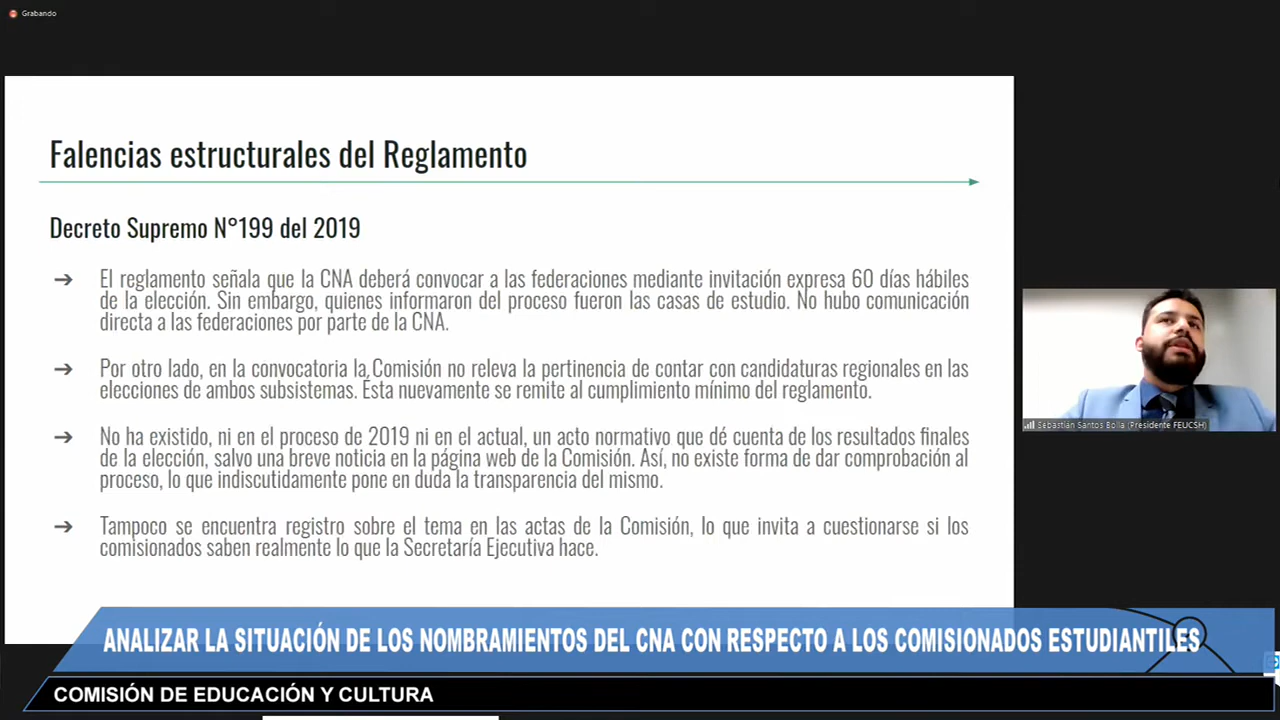 Grabando
Falencias estructurales del Reglamento
Decreto Supremo N°199 del 2019
➔ El reglamento señala que la CNA deberá convocar a las federaciones mediante invitación expresa 60 días hábiles
de la elección. Sin embargo, quienes informaron del proceso fueron las casas de estudio. No hubo comunicación
directa a las federaciones por parte de la CNA.
➔ Por otro lado, en la convocatoria la Comisión no releva la pertinencia de contar con candidaturas regionales en las
elecciones de ambos subsistemas. Ésta nuevamente se remite al cumplimiento mínimo del reglamento.
➔ No ha existido, ni en el proceso de 2019 ni en el actual, un acto normativo que dé cuenta de los resultados finales
de la elección, salvo una breve noticia en la página web de la Comisión. Así, no existe forma de dar comprobación al
proceso, lo que indiscutidamente pone en duda la transparencia del mismo.
➔ Tampoco se encuentra registro sobre el tema en las actas de la Comisión, lo que invita a cuestionarse si los
comisionados saben realmente lo que la Secretaría Ejecutiva hace.
Sebastián Santos Bolla (Presidente FEUCSH)
ANALIZAR LA SITUACIÓN DE LOS NOMBRAMIENTOS DEL CNA CON RESPECTO A LOS COMISIONADOS ESTUDIANTILES
COMISIÓN DE EDUCACIÓN Y CULTURA